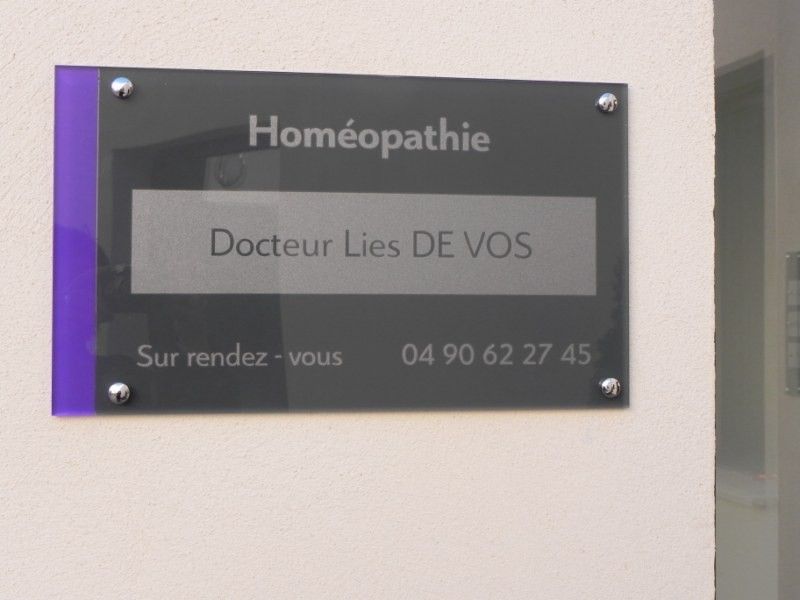 Homéopathie
Docteur Lies DE VOS
Sur rendez - vous 04 90 62 27 45